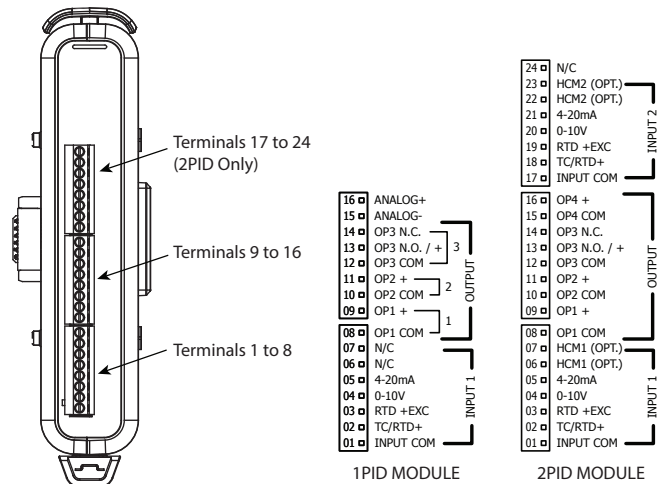 Terminals 17 to 24
(2PID Only)
Terminals 9 to 16
Terminals 1 to 8
16 ANALOG+
15 ANALOG-
14 OP3 N.C.
13 OP3 N.O. / +
12 OP3 COM
3
11 OP2 +
10 OP2 COM
2
09 OP1 +
08 OP1 COM
1
OUTPUT
07 N/C
06 N/C
05 4-20mA
04 0-10V
03 RTD +EXC
02 TC/RTD+
01 INPUT COM
INPUT 1
1PID MODULE
24 N/C
23 HCM2 (OPT.)
22 HCM2 (OPT.)
21 4-20mA
20 0-10V
19 RTD +EXC
18 TC/RTD+
17 INPUT COM
INPUT 2
16 OP4 +
15 OP4 COM
14 OP3 N.C.
13 OP3 N.O. / +
12 OP3 COM
11 OP2 +
10 OP2 COM
09 OP1 +
08 OP1 COM
OUTPUT
07 HCM1 (OPT.)
06 HCM1 (OPT.)
05 4-20mA
04 0-10V
03 RTD +EXC
02 TC/RTD+
01 INPUT COM
INPUT 1
2PID MODULE